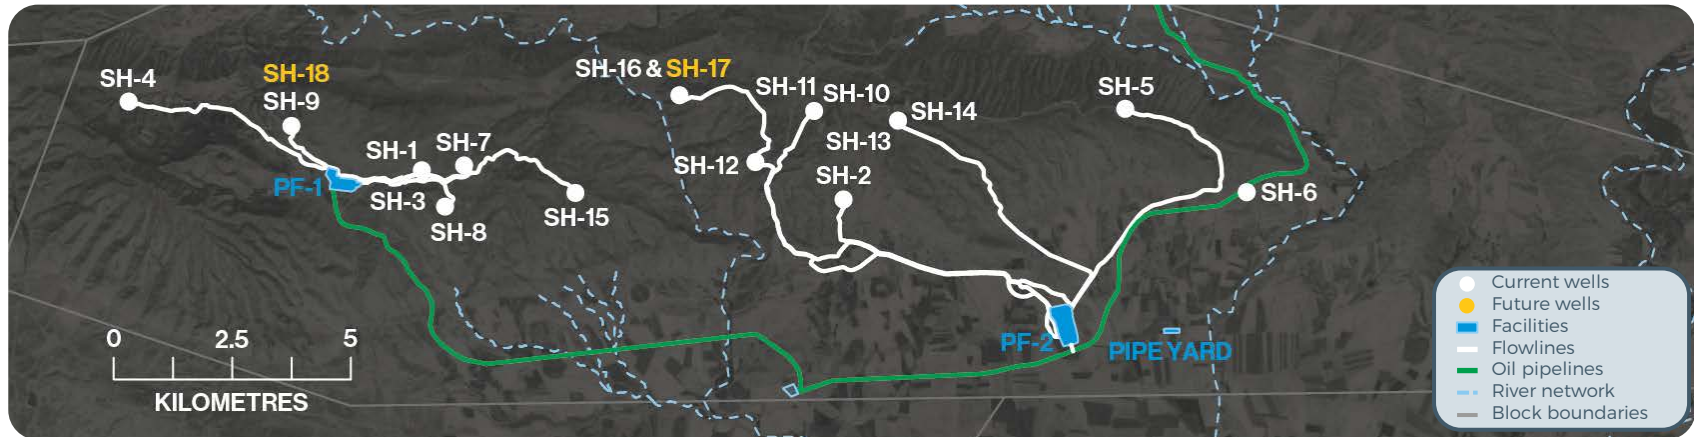 SH-4
SH-18
SH-9
SH-1
SH-7
PF-1
SH-3
SH-8
SH-15
SH-16 & SH-17
SH-11
SH-10
SH-14
SH-13
SH-12
SH-2
SH-5
SH-6
PF-2
PIPE YARD
0 2.5 5
KILOMETRES
Current wells
Future wells
Facilities
Flowlines
Oil pipelines
River network
Block boundaries